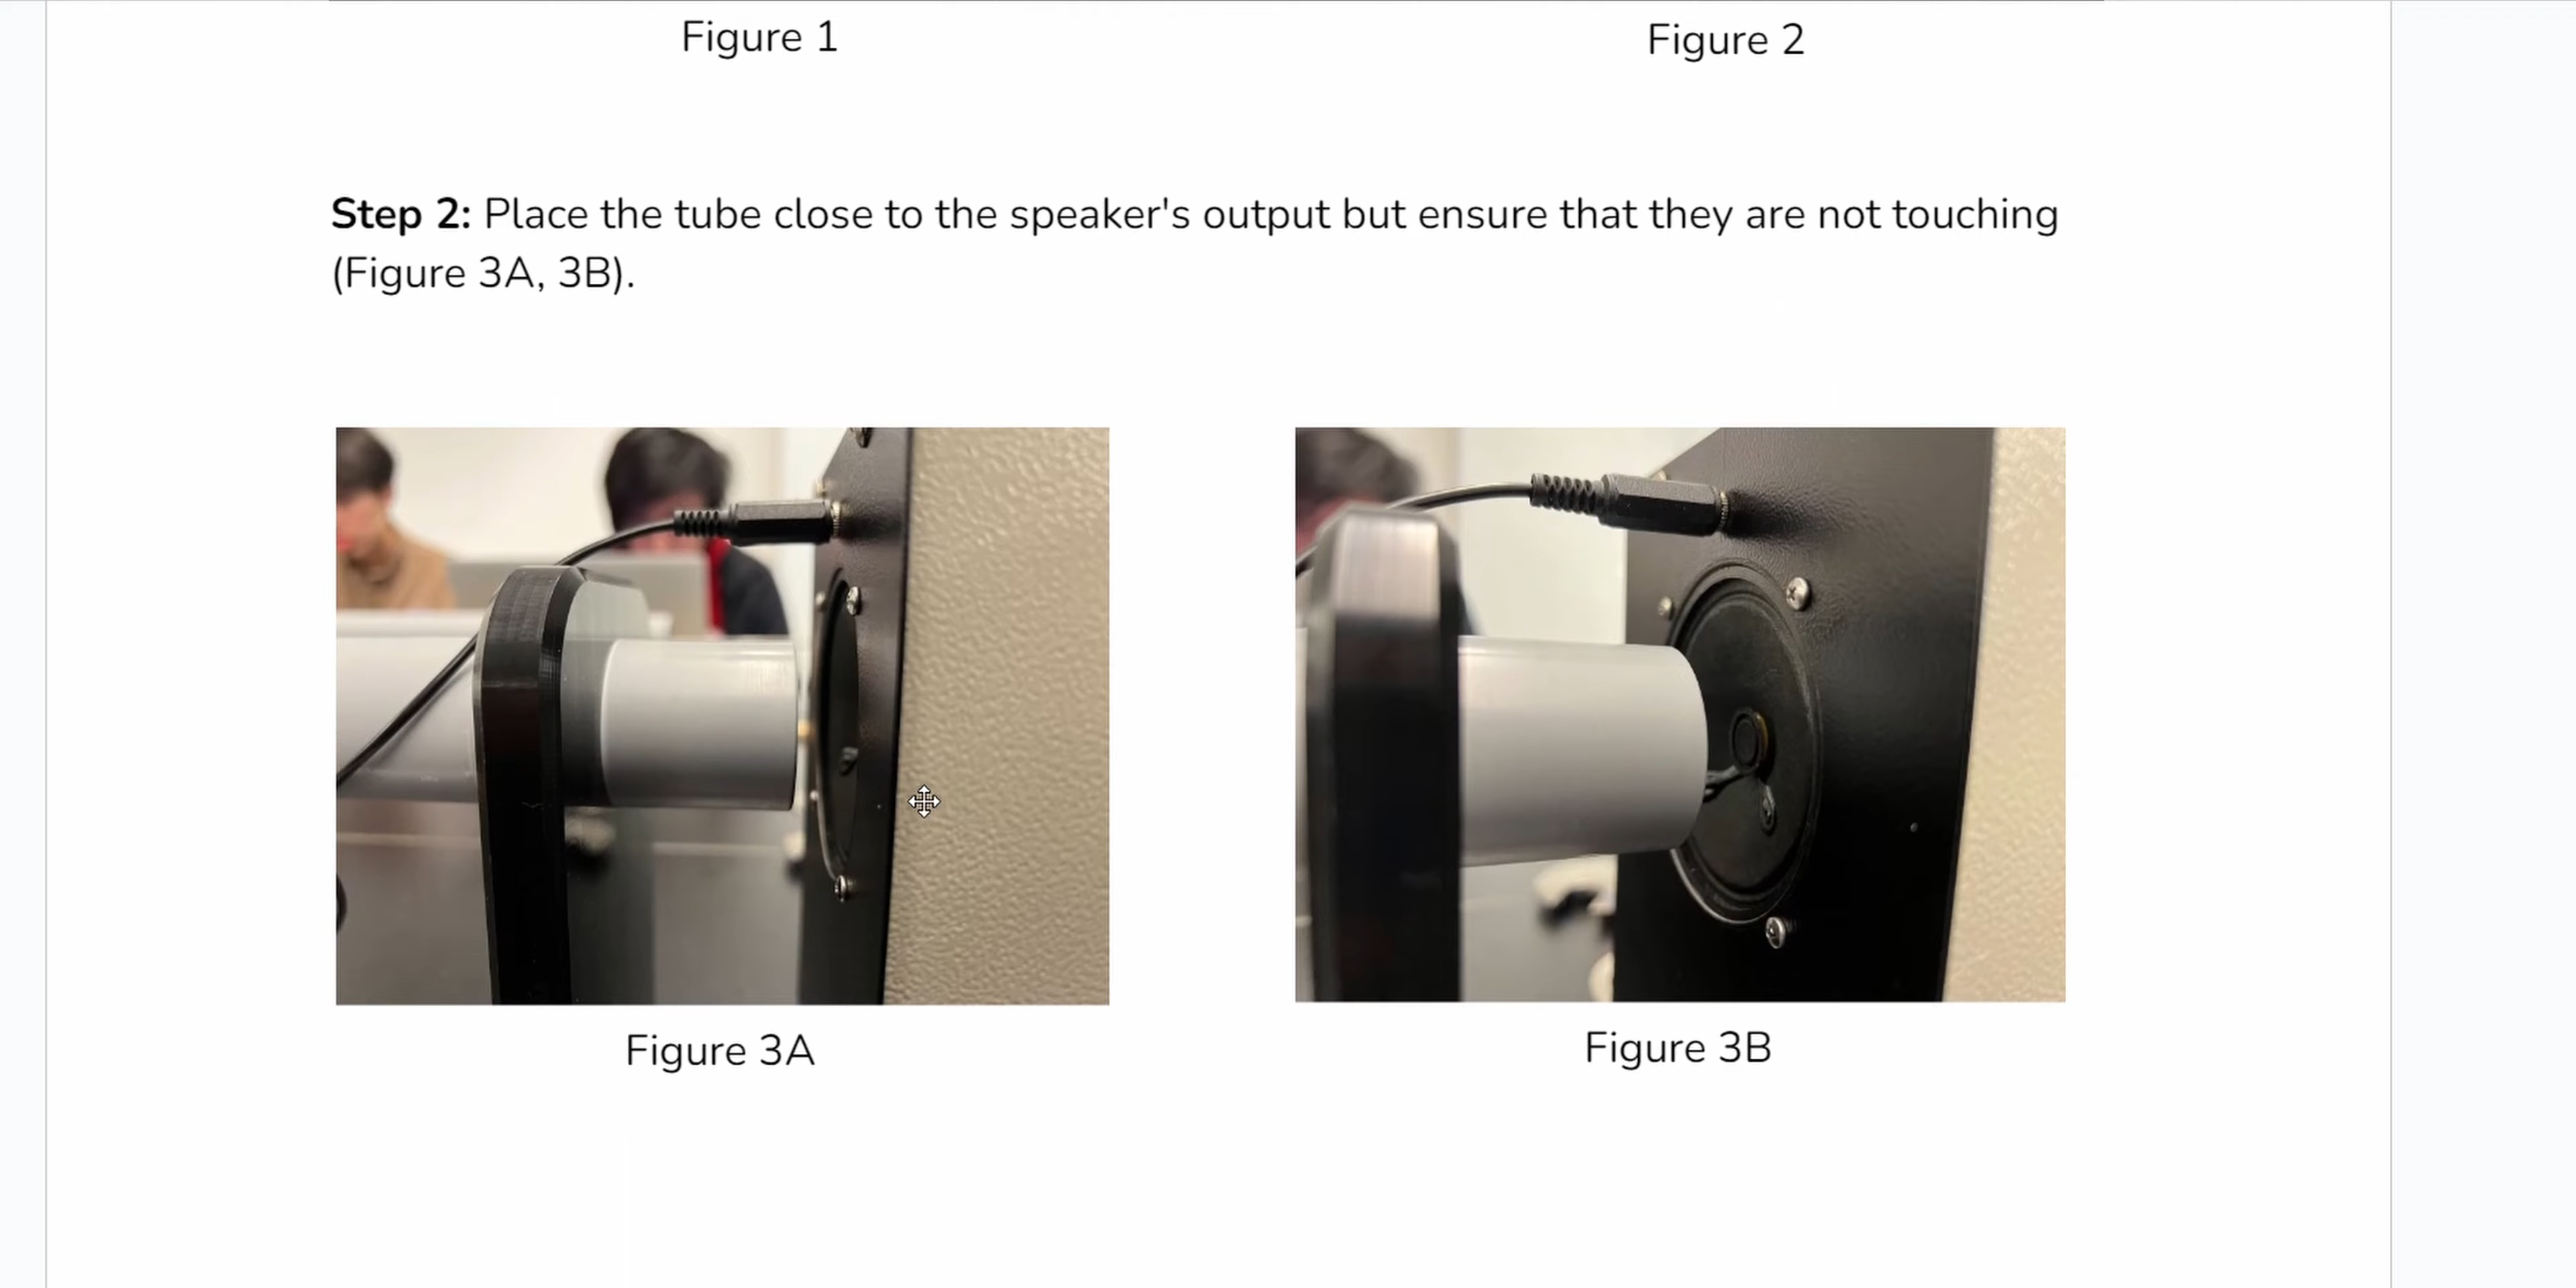 Figure 1
Figure 2
Step 2: Place the tube close to the speaker's output but ensure that they are not touching
(Figure 3A, 3B).
Figure 3A
Figure 3B